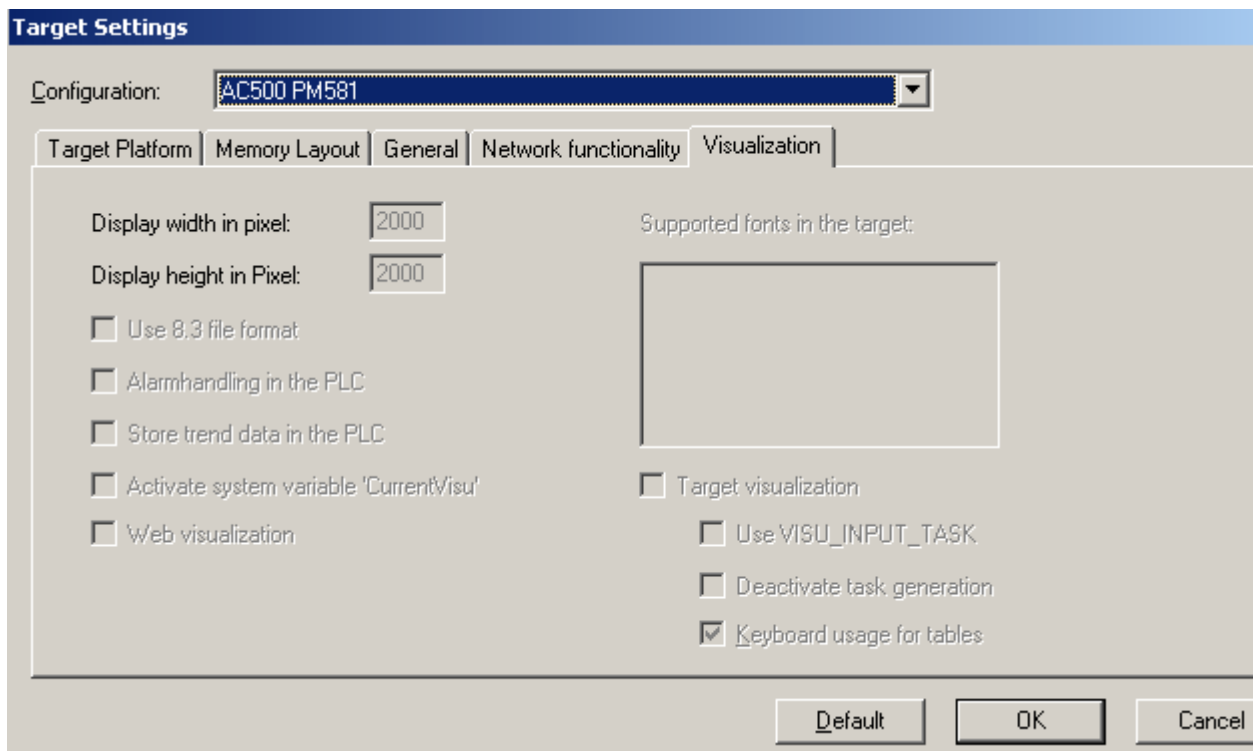 Target Settings
Configuration: AC500 PM581
Target Platform Memory Layout General Network functionality Visualization
Display width in pixel: 2000 Supported fonts in the target:
Display height in Pixel: 2000
Use 8.3 file format
Alarmhandling in the PLC
Store trend data in the PLC
Activate system variable 'CurrentVisu' Target visualization
Web visualization Use VISU_INPUT_TASK
Deactivate task generation
Keyboard usage for tables
Default OK Cancel